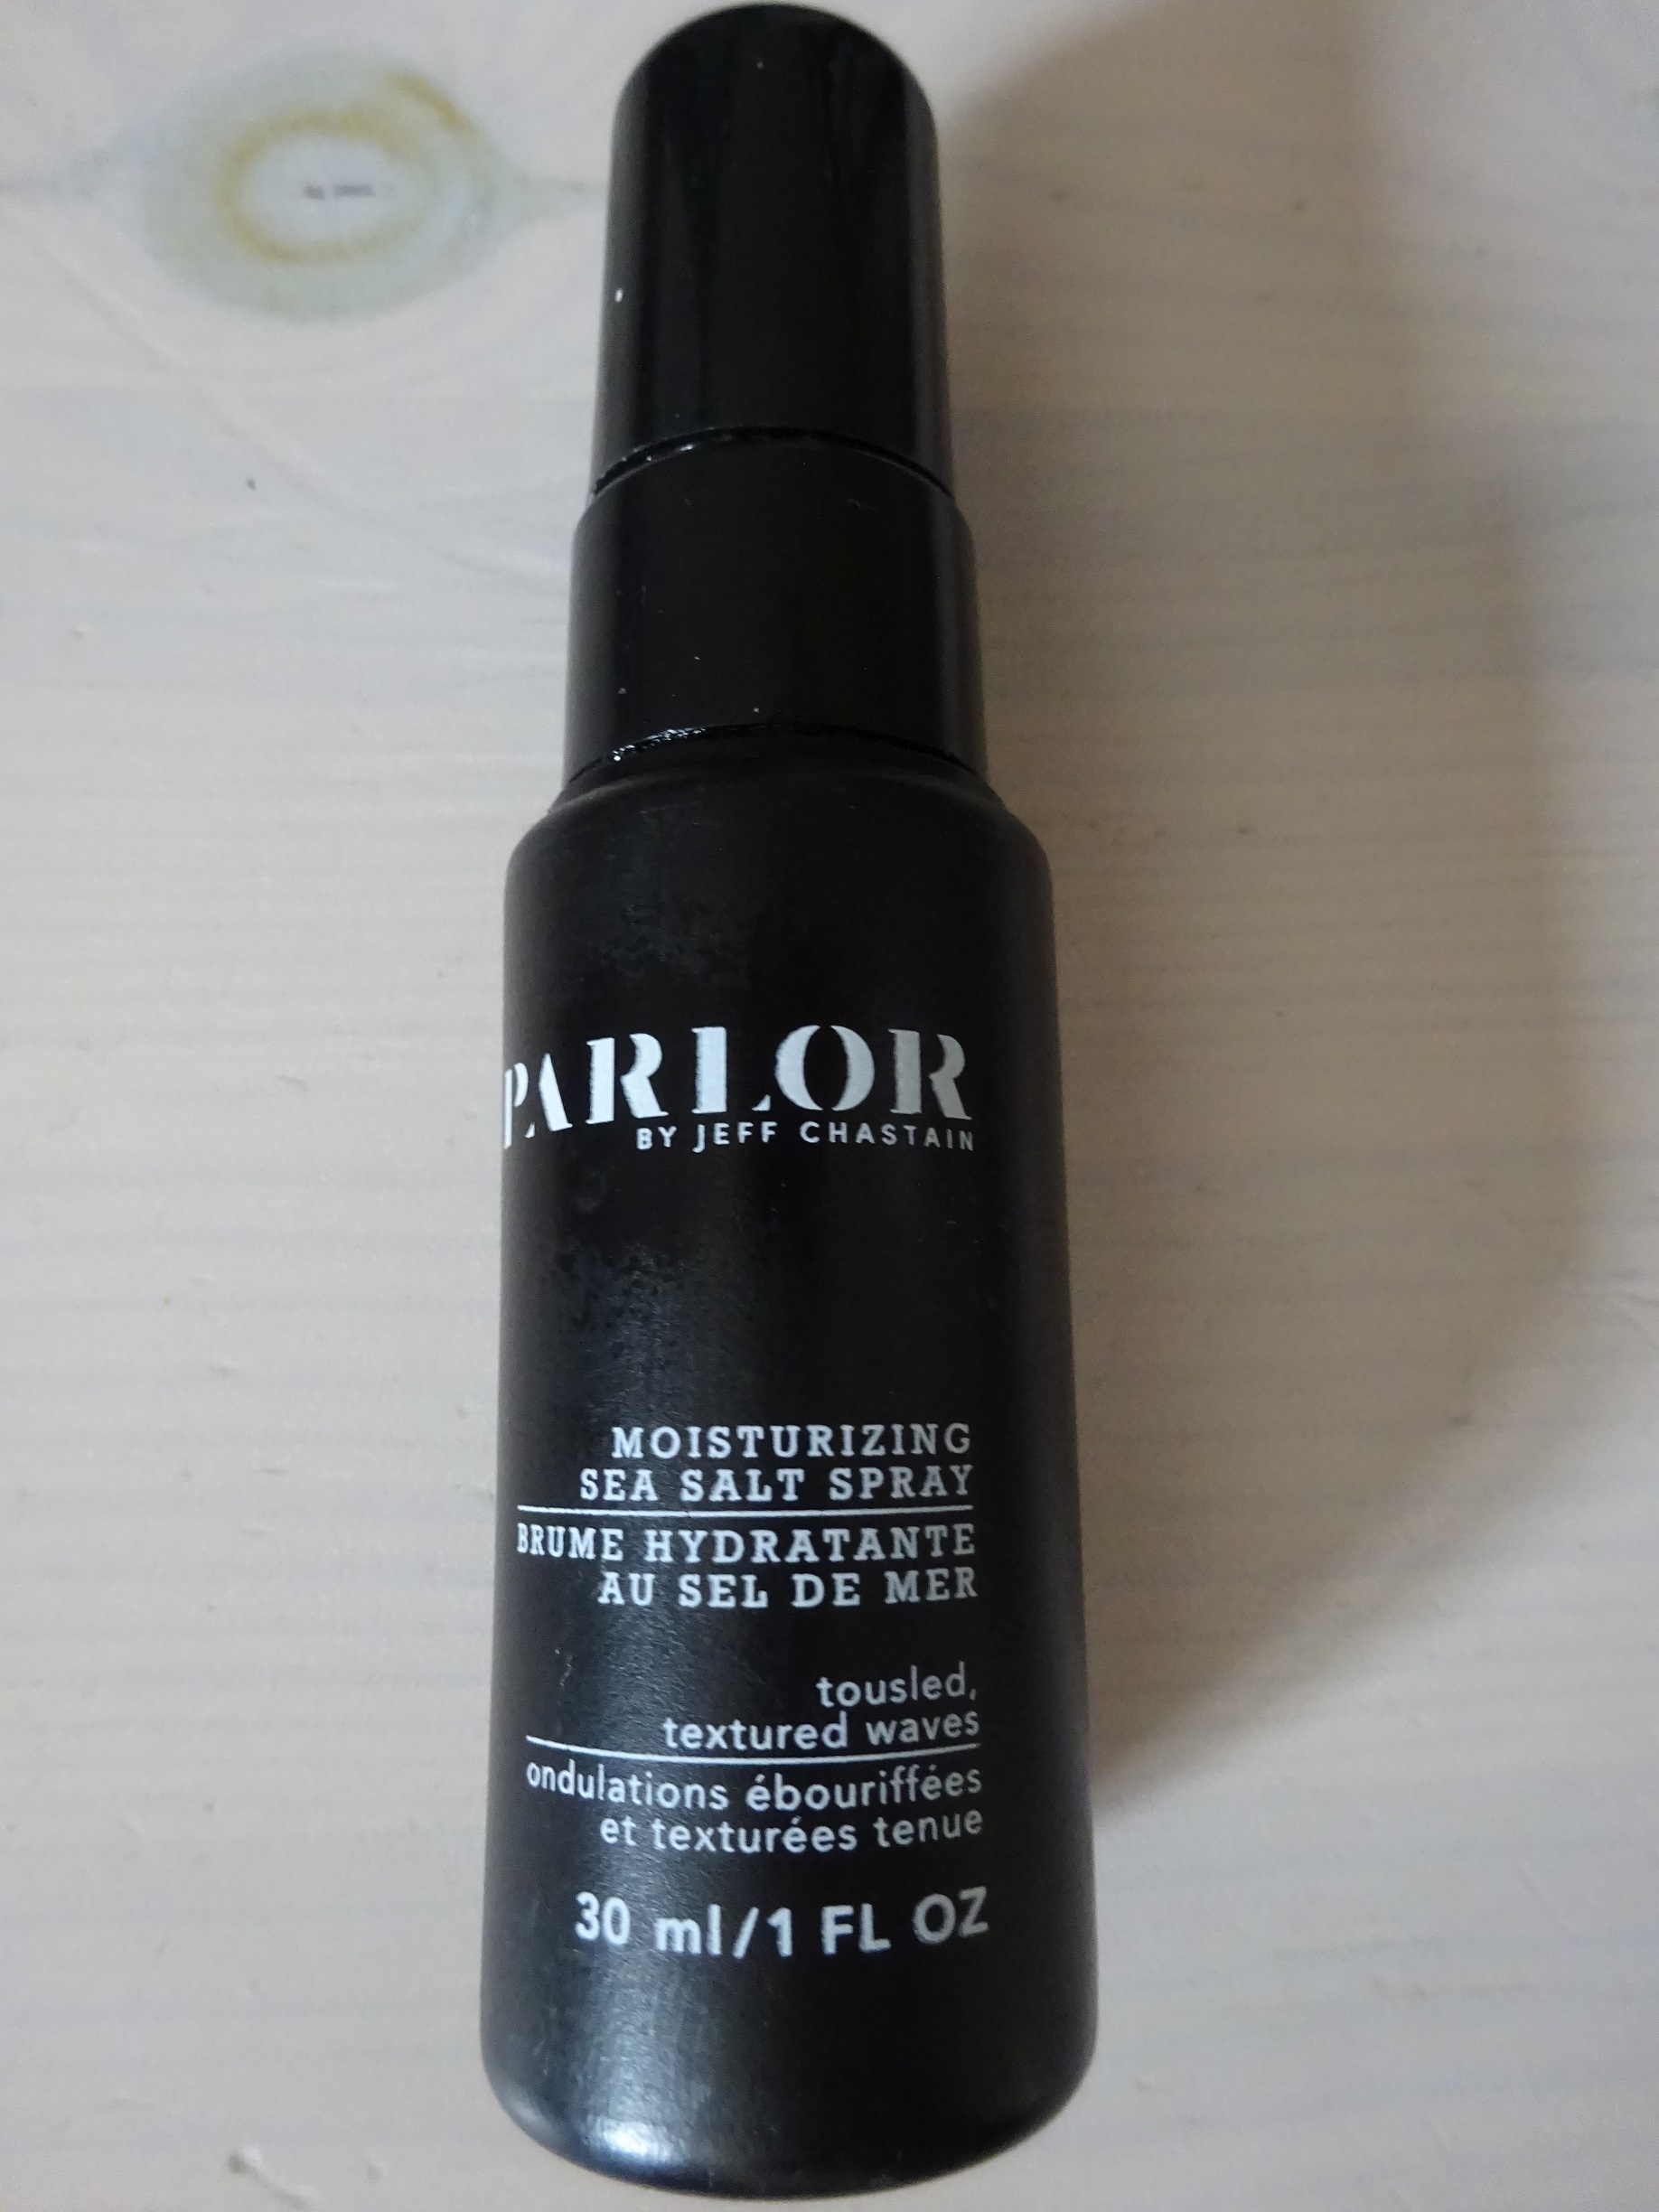 PARLOR
BY JEFF CHASTAIN
MOISTURIZING
SEA SALT SPRAY
BRUME HYDRATANTE
AU SEL DE MER
tousled,
textured waves
ondulations ébouriffées
et texturées tenue
30 ml/1 FL OZ